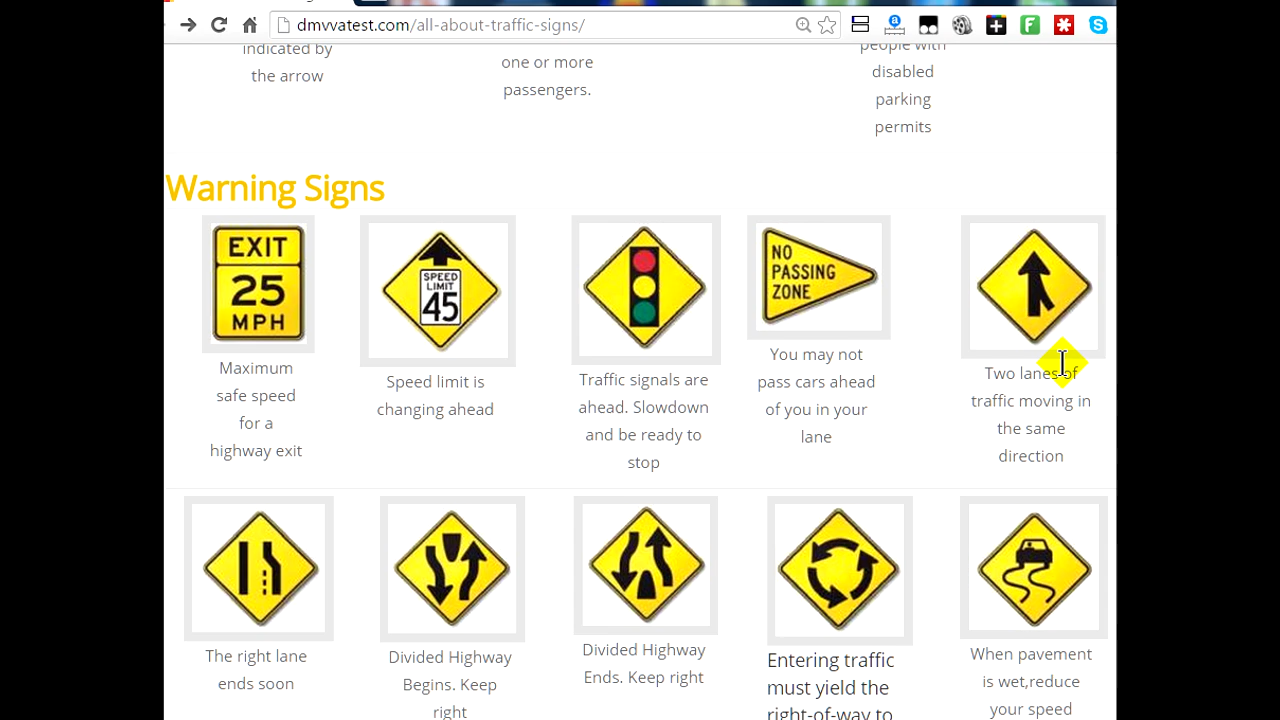 dmvvatest.com/all-about-traffic-signs/
indicated by
the arrow
one or more
passengers.
people with
disabled
parking
permits
Warning Signs
EXIT
25
MPH
Maximum
safe speed
for a
highway exit
SPEED
LIMIT
45
Speed limit is
changing ahead
Traffic signals are
ahead. Slowdown
and be ready to
stop
NO
PASSING
ZONE
You may not
pass cars ahead
of you in your
lane
Two lanes of
traffic moving in
the same
direction
The right lane
ends soon
Divided Highway
Begins. Keep
right
Divided Highway
Ends. Keep right
Entering traffic
must yield the
right-of-way to
When pavement
is wet,reduce
your speed